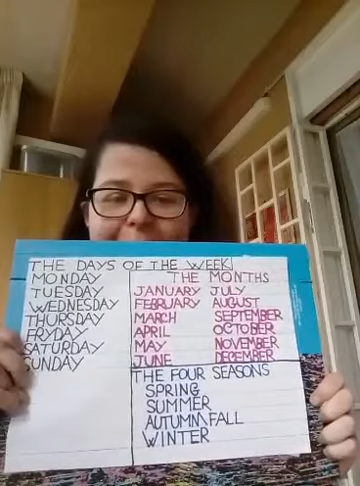 THE DAYS OF THE WEEK
MONDAY
TUESDAY
WEDNESDAY
THURSDAY
FRYDAY
SATURDAY
SUNDAY
THE MONTHS
JANUARY JULY
FEBRUARY AUGUST
MARCH SEPTEMBER
APRIL OCTOBER
MAY NOVEMBER
JUNE DECEMBER
THE FOUR SEASONS
SPRING
SUMMER
AUTUMN/FALL
WINTER